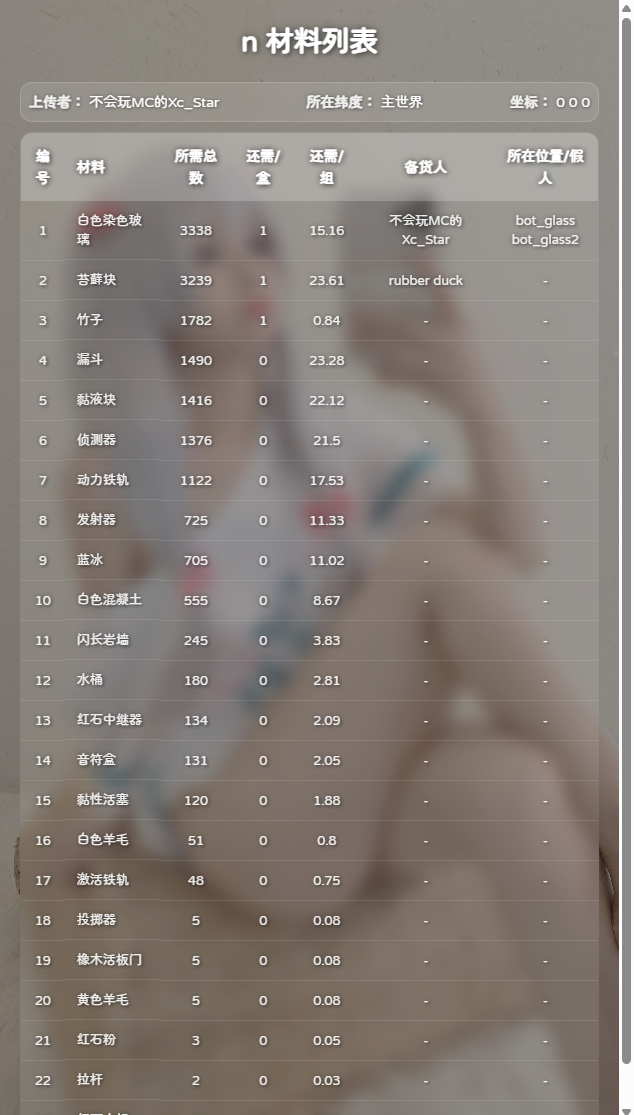 n 材料列表
上传者： 不会玩MC的Xc_Star 所在纬度： 主世界 坐标： 0 0 0
编号 材料 所需总数 还需/盒 还需/组 备货人 所在位置/假人
1 白色染色玻璃 3338 1 15.16 不会玩MC的Xc_Star bot_glass bot_glass2
2 苔藓块 3239 1 23.61 rubber duck -
3 竹子 1782 1 0.84 - -
4 漏斗 1490 0 23.28 - -
5 黏液块 1416 0 22.12 - -
6 侦测器 1376 0 21.5 - -
7 动力铁轨 1122 0 17.53 - -
8 发射器 725 0 11.33 - -
9 蓝冰 705 0 11.02 - -
10 白色混凝土 555 0 8.67 - -
11 闪长岩墙 245 0 3.83 - -
12 水桶 180 0 2.81 - -
13 红石中继器 134 0 2.09 - -
14 音符盒 131 0 2.05 - -
15 黏性活塞 120 0 1.88 - -
16 白色羊毛 51 0 0.8 - -
17 激活铁轨 48 0 0.75 - -
18 投掷器 5 0 0.08 - -
19 橡木活板门 5 0 0.08 - -
20 黄色羊毛 5 0 0.08 - -
21 红石粉 3 0 0.05 - -
22 拉杆 2 0 0.03 - -